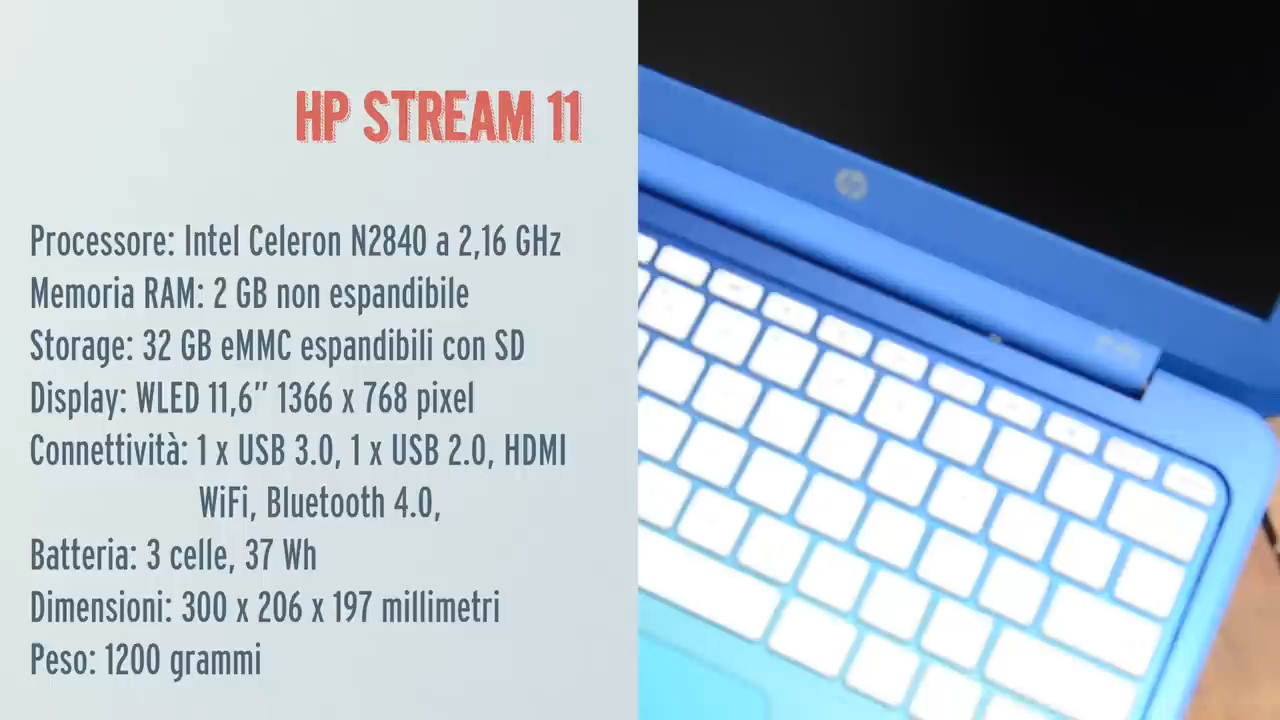 HP STREAM 11
Processore: Intel Celeron N2840 a 2,16 GHz
Memoria RAM: 2 GB non espandibile
Storage: 32 GB eMMC espandibili con SD
Display: WLED 11,6” 1366 x 768 pixel
Connettività: 1 x USB 3.0, 1 x USB 2.0, HDMI
WiFi, Bluetooth 4.0,
Batteria: 3 celle, 37 Wh
Dimensioni: 300 x 206 x 197 millimetri
Peso: 1200 grammi
hp